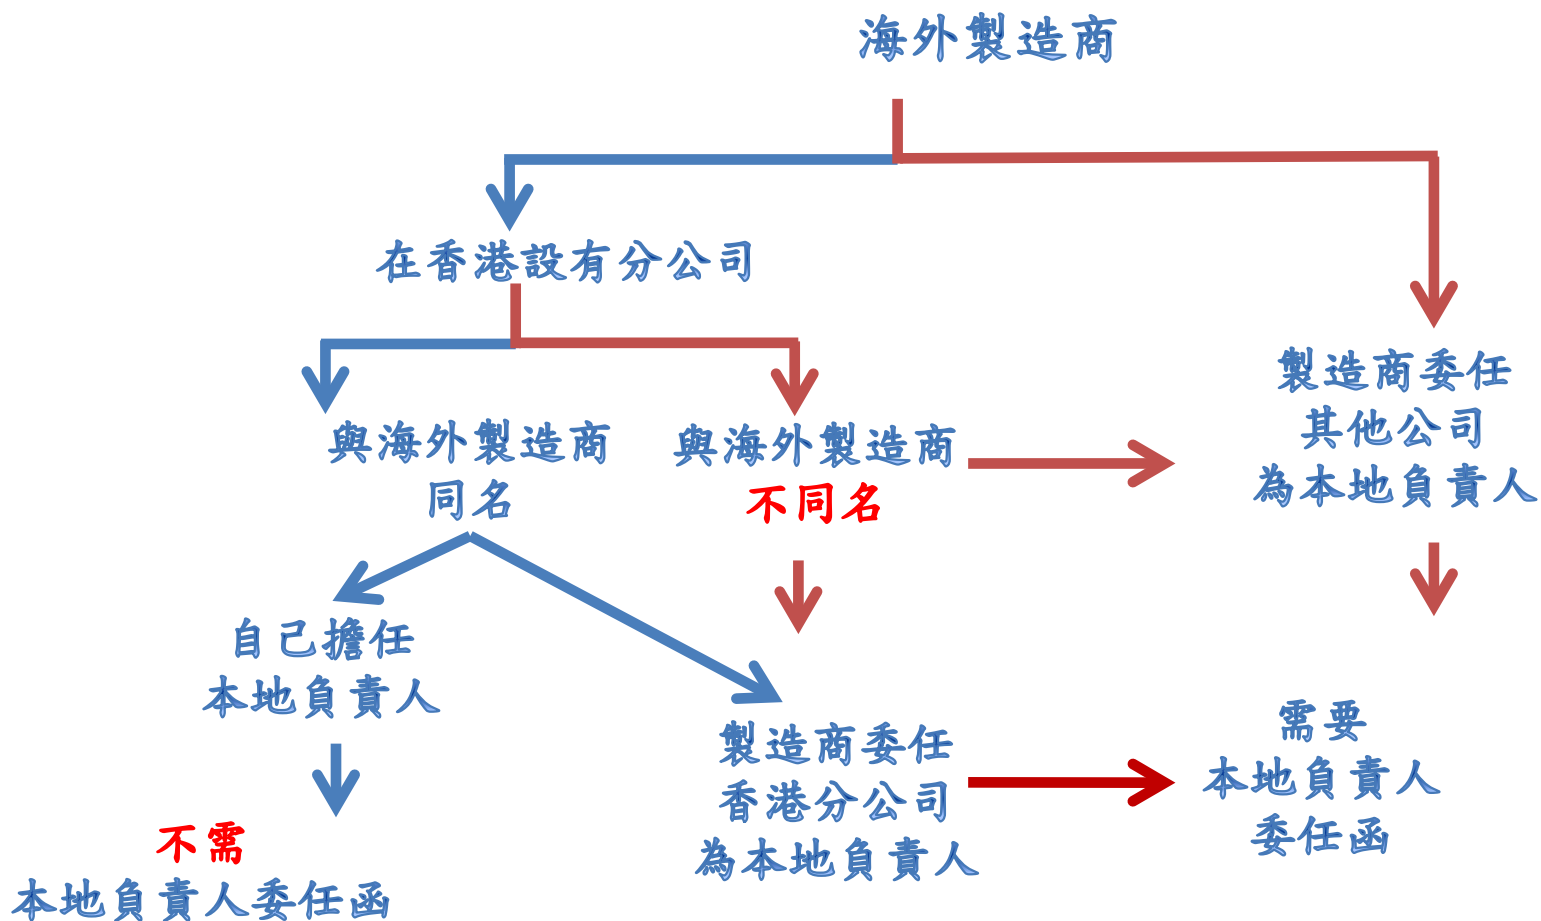 海外製造商
在香港設有分公司
製造商委任
其他公司
為本地負責人
與海外製造商
同名
與海外製造商
不同名
自己擔任
本地負責人
製造商委任
香港分公司
為本地負責人
需要
本地負責人
委任函
不需
本地負責人委任函